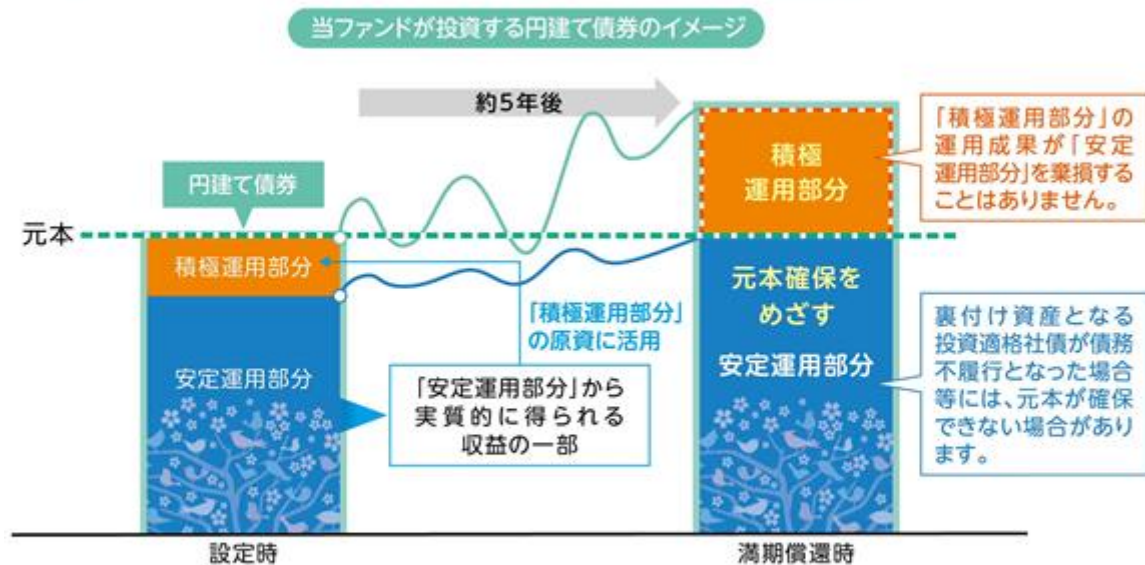 当ファンドが投資する円建て債券のイメージ
約5年後
円建て債券
元本
積極運用部分
安定運用部分
「積極運用部分」
の原資に活用
「安定運用部分」から
実質的に得られる
収益の一部
積極
運用部分
元本確保を
めざす
安定運用部分
「積極運用部分」の
運用成果が「安定
運用部分」を棄損する
ことはありません。
裏付け資産となる
投資適格社債が債務
不履行となった場合
等には、元本が確保
できない場合があり
ます。
設定時
満期償還時